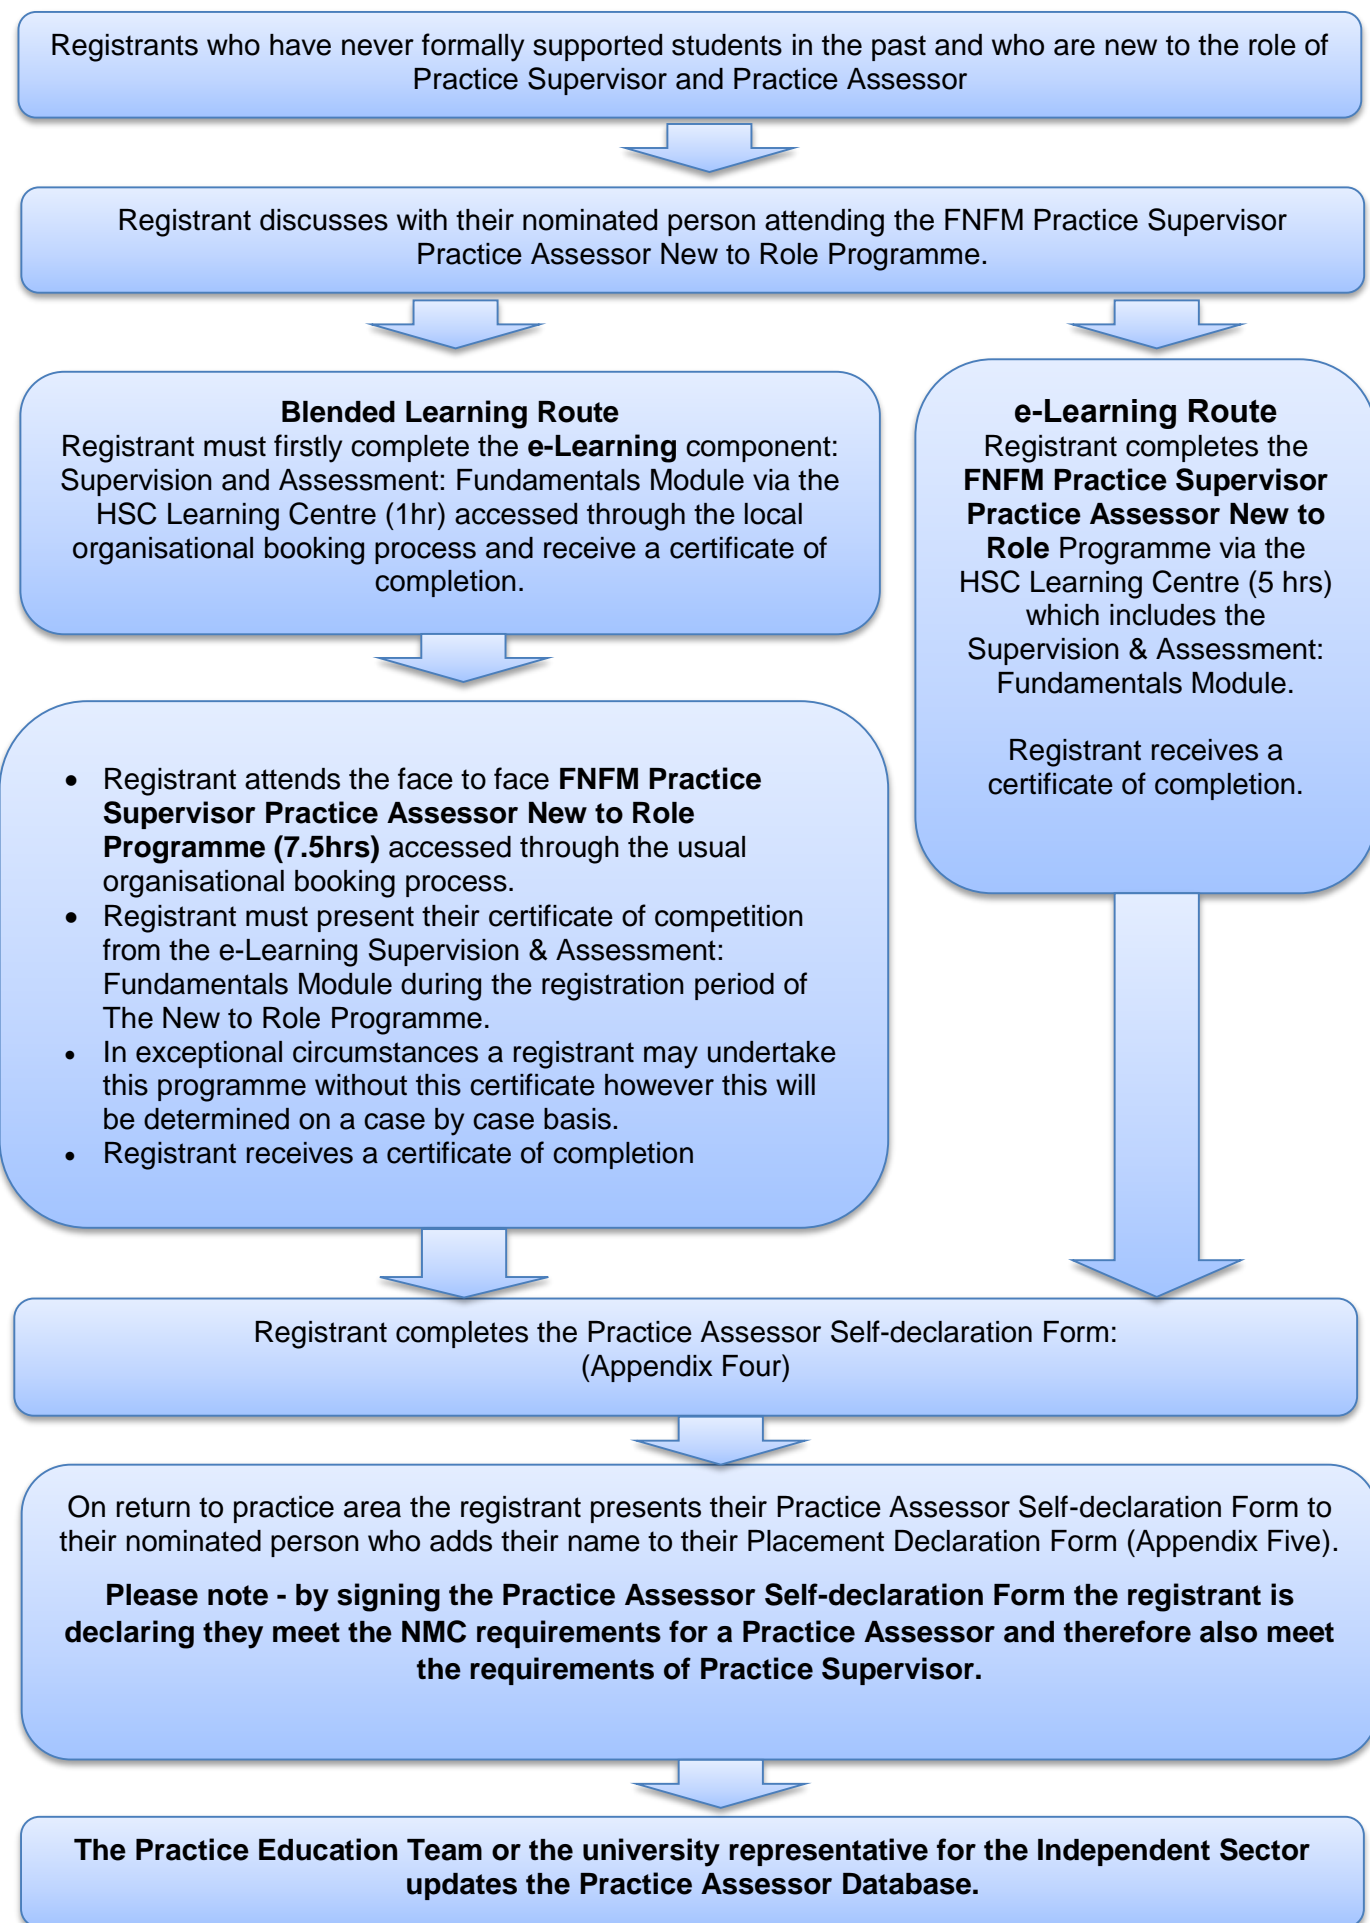 Registrants who have never formally supported students in the past and who are new to the role of
Practice Supervisor and Practice Assessor
Registrant discusses with their nominated person attending the FNFM Practice Supervisor
Practice Assessor New to Role Programme.
Blended Learning Route
Registrant must firstly complete the e-Learning component:
Supervision and Assessment: Fundamentals Module via the
HSC Learning Centre (1hr) accessed through the local
organisational booking process and receive a certificate of
completion.
• Registrant attends the face to face FNFM Practice
Supervisor Practice Assessor New to Role
Programme (7.5hrs) accessed through the usual
organisational booking process.
• Registrant must present their certificate of competition
from the e-Learning Supervision & Assessment:
Fundamentals Module during the registration period of
The New to Role Programme.
• In exceptional circumstances a registrant may undertake
this programme without this certificate however this will
be determined on a case by case basis.
• Registrant receives a certificate of completion
e-Learning Route
Registrant completes the
FNFM Practice Supervisor
Practice Assessor New to
Role Programme via the
HSC Learning Centre (5 hrs)
which includes the
Supervision & Assessment:
Fundamentals Module.
Registrant receives a
certificate of completion.
Registrant completes the Practice Assessor Self-declaration Form:
(Appendix Four)
On return to practice area the registrant presents their Practice Assessor Self-declaration Form to
their nominated person who adds their name to their Placement Declaration Form (Appendix Five).
Please note - by signing the Practice Assessor Self-declaration Form the registrant is
declaring they meet the NMC requirements for a Practice Assessor and therefore also meet
the requirements of Practice Supervisor.
The Practice Education Team or the university representative for the Independent Sector
updates the Practice Assessor Database.